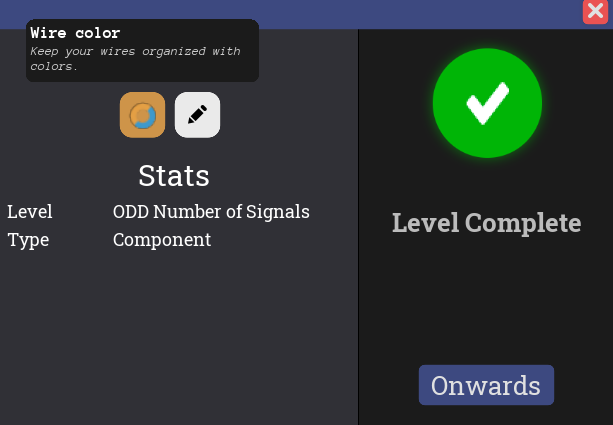 Wire color
Keep your wires organized with
colors.
Stats
Level ODD Number of Signals
Type Component
Level Complete
Onwards